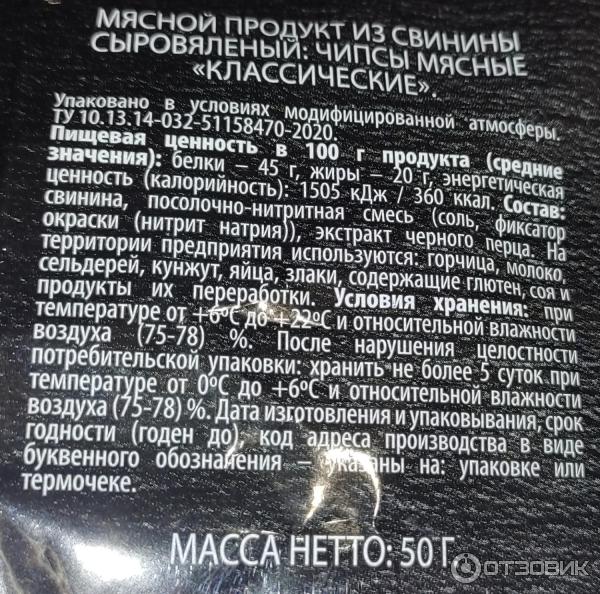 МЯСНОЙ ПРОДУКТ ИЗ СВИНИНЫ
СЫРОВЯЛЕНЫЙ: ЧИПСЫ МЯСНЫЕ
«КЛАССИЧЕСКИЕ».
Упаковано в условиях модифицированной атмосферы.
ТУ 10.13.14-032-51158470-2020.
Пищевая ценность в 100 г продукта (средние
значения): белки – 45 г, жиры – 20 г, энергетическая
ценность (калорийность): 1505 кДж / 360 ккал. Состав:
свинина, посолочно-нитритная смесь (соль, фиксатор
окраски (нитрит натрия)), экстракт черного перца. На
территории предприятия используются: горчица, молоко,
сельдерей, кунжут, яйца, злаки, содержащие глютен, соя и
продукты их переработки. Условия хранения: при
температуре от +6ºС до +22ºС и относительной влажности
воздуха (75-78) %. После нарушения целостности
потребительской упаковки: хранить не более 5 суток при
температуре от 0ºС до +6ºС и относительной влажности
воздуха (75-78) %. Дата изготовления и упаковывания, срок
годности (годен до), код адреса производства в виде
буквенного обозначения – указаны на: упаковке или
термочеке.
МАССА НЕТТО: 50 Г.
ОТЗОВИК